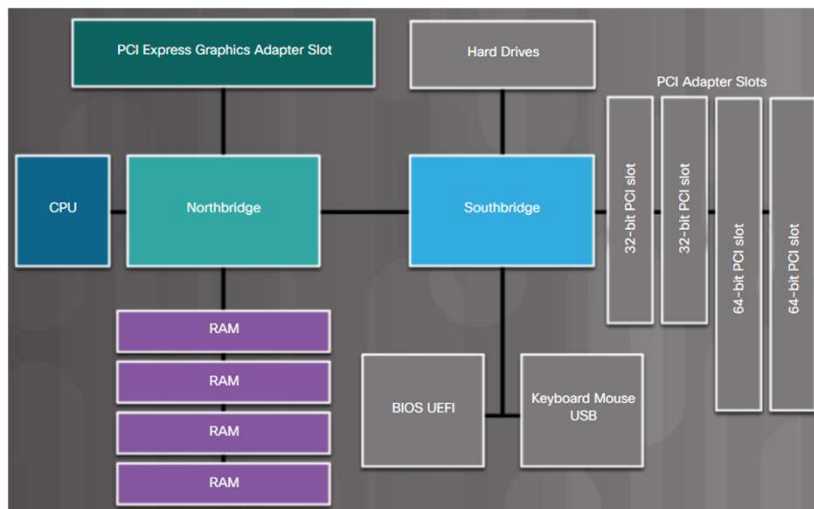 PCI Express Graphics Adapter Slot
Hard Drives
PCI Adapter Slots
CPU
Northbridge
Southbridge
32-bit PCI slot
32-bit PCI slot
64-bit PCI slot
64-bit PCI slot
RAM
RAM
RAM
RAM
BIOS UEFI
Keyboard Mouse
USB